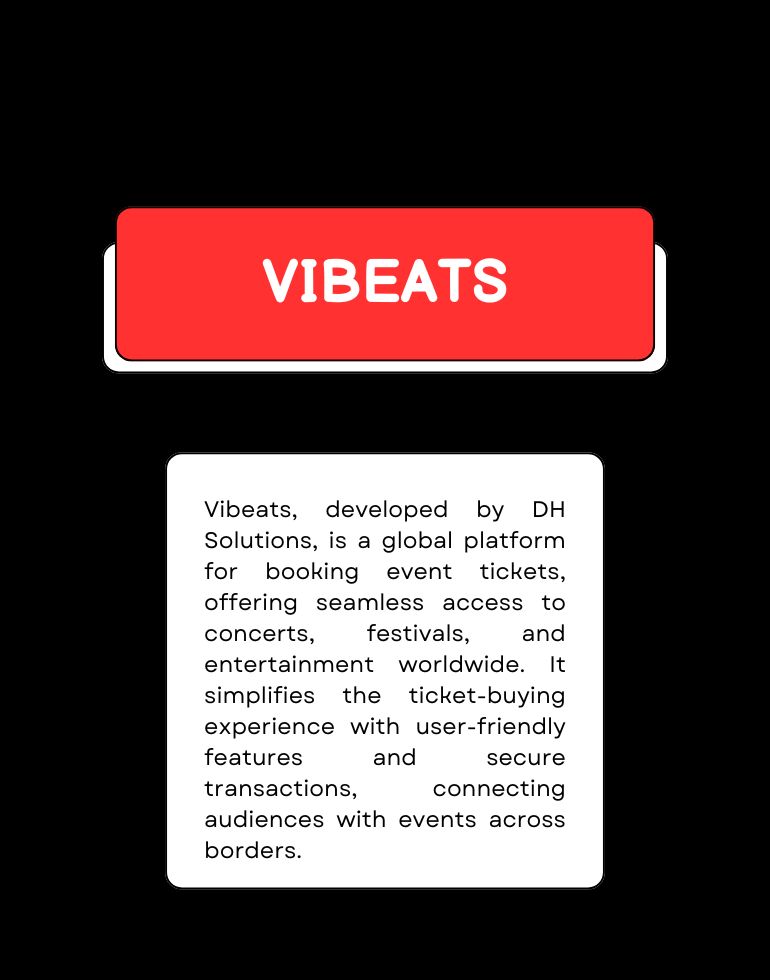 VIBEATS
Vibeats, developed by DH
Solutions, is a global platform
for booking event tickets,
offering seamless access to
concerts, festivals, and
entertainment worldwide. It
simplifies the ticket-buying
experience with user-friendly
features and secure
transactions, connecting
audiences with events across
borders.